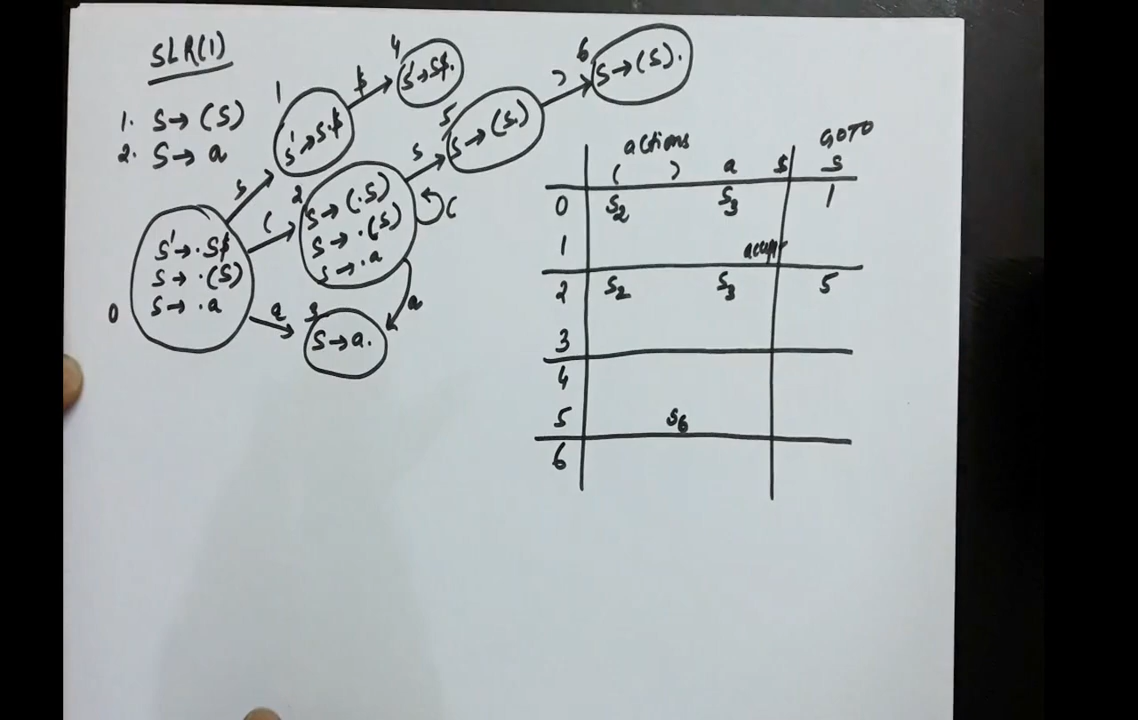 SLR(1)
1. S → (S)
2. S → a
0
S' → .S$
S → .(S)
S → .a
S
(
a
1
S' → S.$
$
4
S' → S$.
2
S → (.S)
S → .(S)
S → .a
(
a
3
S → a.
S
5
S → (S.)
)
6
S → (S).
actions GOTO
( ) a $ S
0 S2 S3 1
1 accept
2 S2 S3 5
3
4
5 S6
6